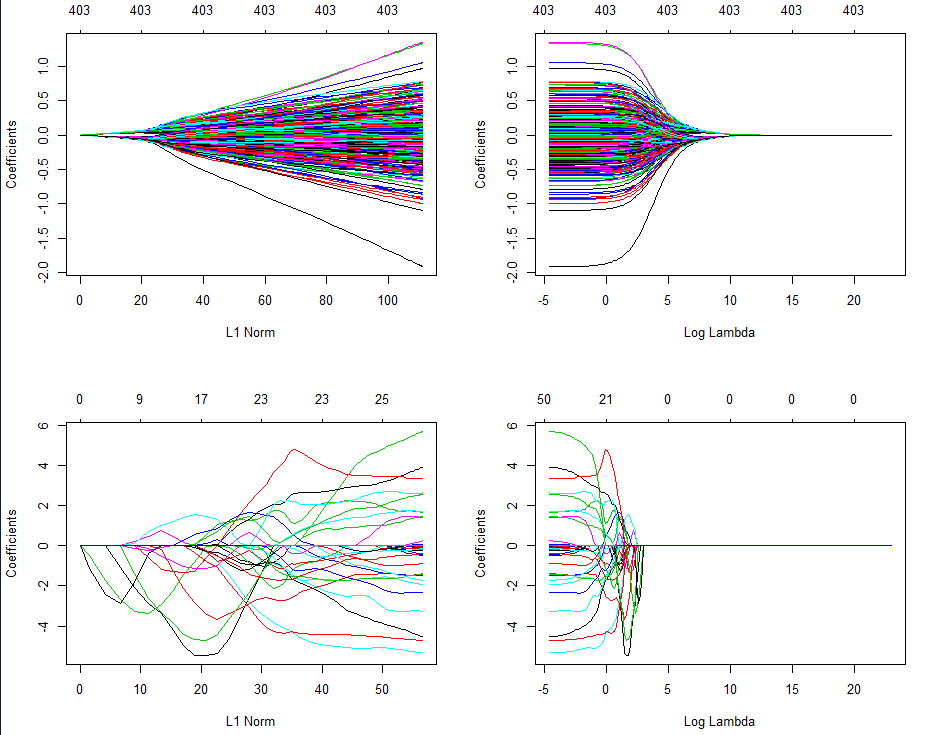 403 403 403 403 403 403
Coefficients
1.0
0.5
0.0
-0.5
-1.0
-1.5
-2.0
0 20 40 60 80 100
L1 Norm
403 403 403 403 403 403
Coefficients
1.0
0.5
0.0
-0.5
-1.0
-1.5
-2.0
-5 0 5 10 15 20
Log Lambda
0 9 17 23 23 25
Coefficients
6
4
2
0
-2
-4
0 10 20 30 40 50
L1 Norm
50 21 0 0 0 0
Coefficients
6
4
2
0
-2
-4
-5 0 5 10 15 20
Log Lambda